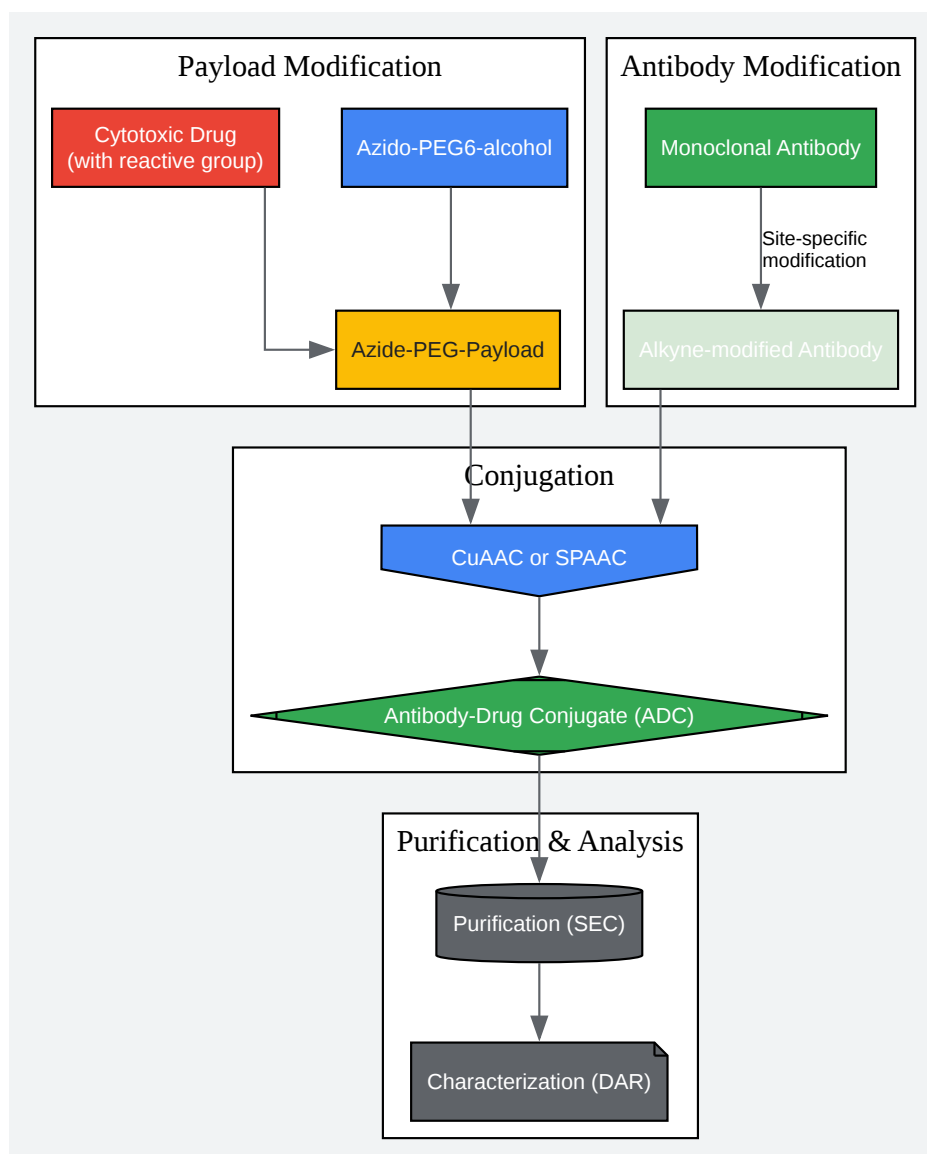 Payload Modification
Cytotoxic Drug
(with reactive group)
Azido-PEG6-alcohol
Azide-PEG-Payload
Antibody Modification
Monoclonal Antibody
Site-specific
modification
Alkyne-modified Antibody
Conjugation
CuAAC or SPAAC
Antibody-Drug Conjugate (ADC)
Purification & Analysis
Purification (SEC)
Characterization (DAR)